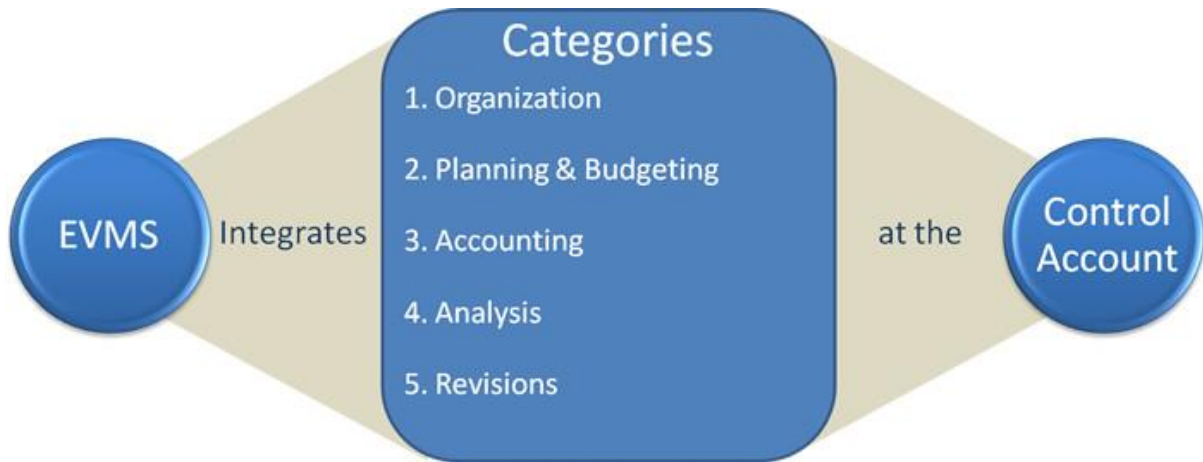 EVMS
Integrates
Categories
1. Organization
2. Planning & Budgeting
3. Accounting
4. Analysis
5. Revisions
at the
Control
Account